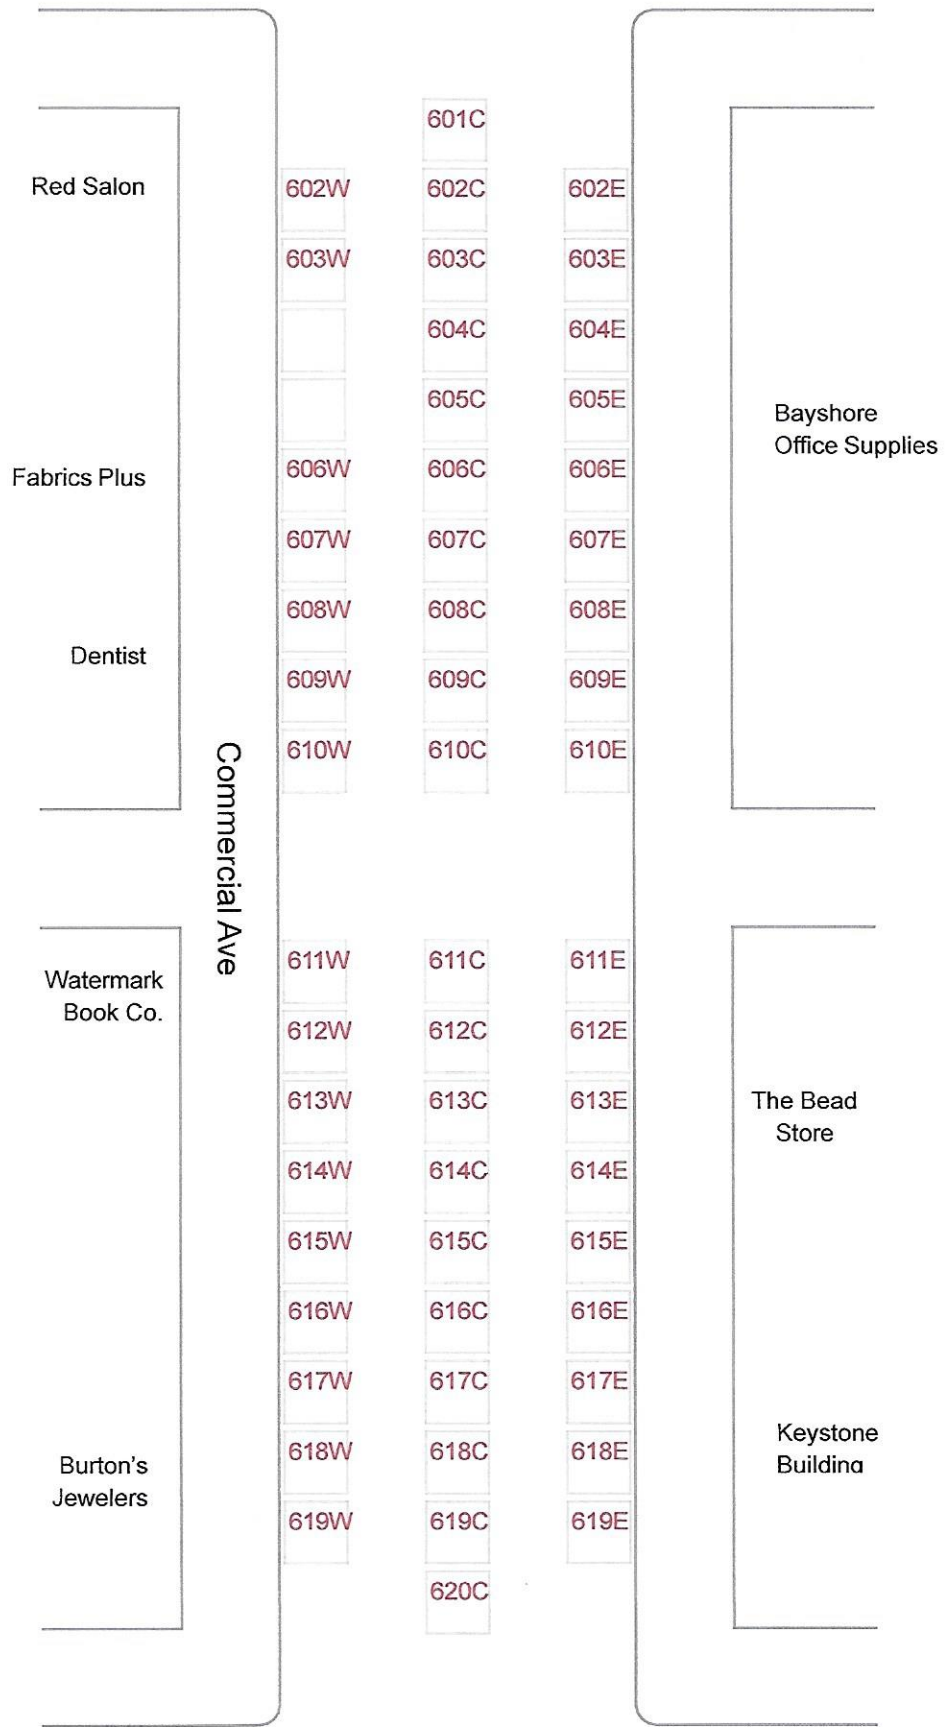 601C
Red Salon
602W 602C 602E
603W 603C 603E
604C 604E
605C 605E
Bayshore
Office Supplies
Fabrics Plus
606W 606C 606E
607W 607C 607E
608W 608C 608E
Dentist
609W 609C 609E
610W 610C 610E
Commercial Ave
Watermark
Book Co.
611W 611C 611E
612W 612C 612E
613W 613C 613E
The Bead
Store
614W 614C 614E
615W 615C 615E
616W 616C 616E
617W 617C 617E
Keystone
Building
618W 618C 618E
Burton's
Jewelers
619W 619C 619E
620C